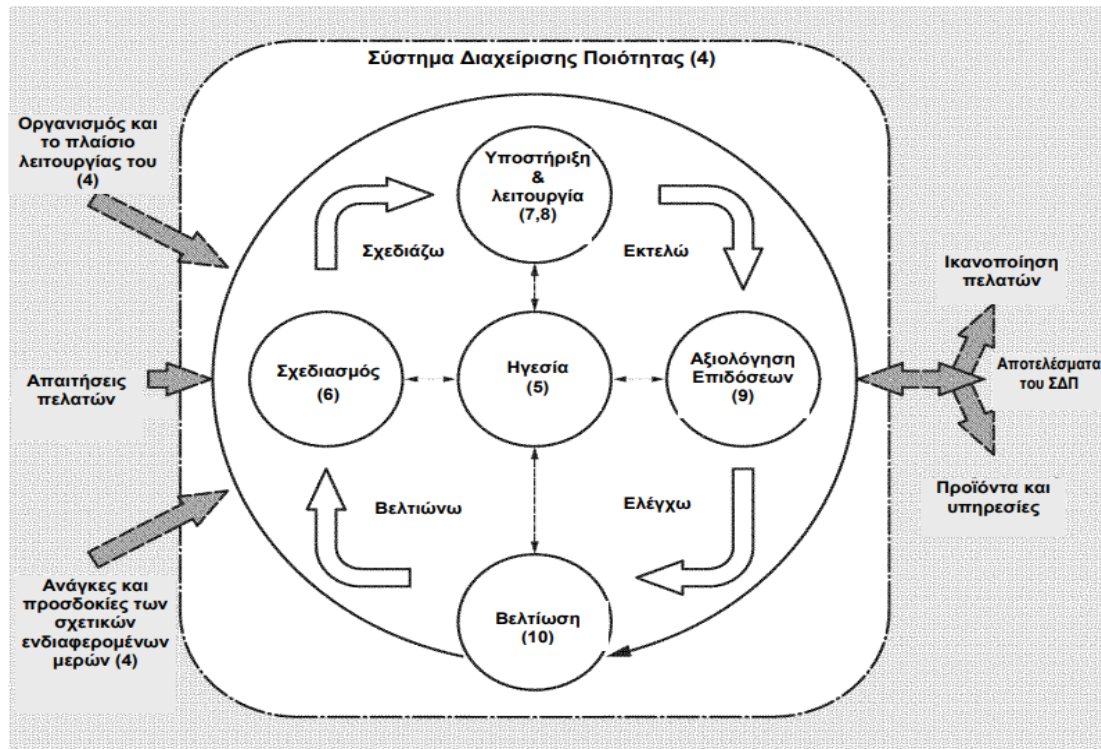 Σύστημα Διαχείρισης Ποιότητας (4)
Οργανισμός και
το πλαίσιο
λειτουργίας του
(4)
Υποστήριξη
&
λειτουργία
(7,8)
Σχεδιάζω
Εκτελώ
Ικανοποίηση
πελατών
Απαιτήσεις
πελατών
Σχεδιασμός
(6)
Ηγεσία
(5)
Αξιολόγηση
Επιδόσεων
(9)
Αποτελέσματα
του ΣΔΠ
Βελτιώνω
Ελέγχω
Προϊόντα και
υπηρεσίες
Ανάγκες και
προσδοκίες των
σχετικών
ενδιαφερομένων
μερών (4)
Βελτίωση
(10)